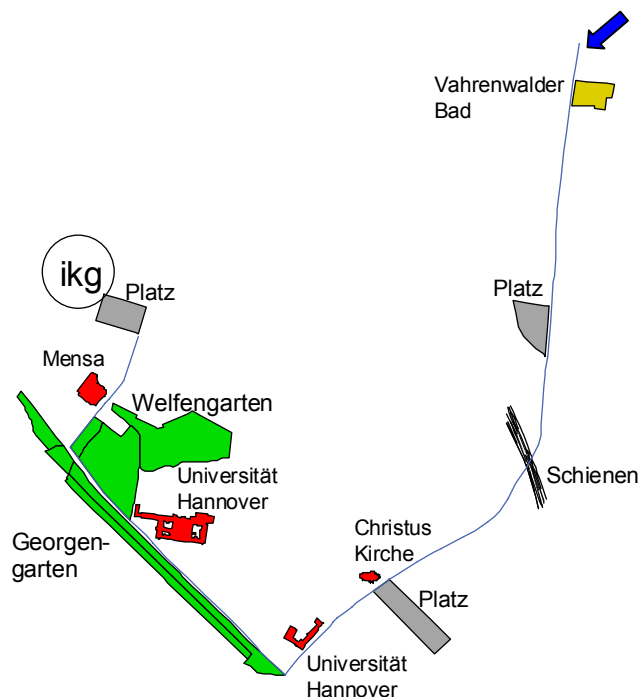 Vahrenwalder
Bad
ikg
Platz
Platz
Mensa
Welfengarten
Universität
Hannover
Schienen
Georgen-
garten
Christus
Kirche
Platz
Universität
Hannover